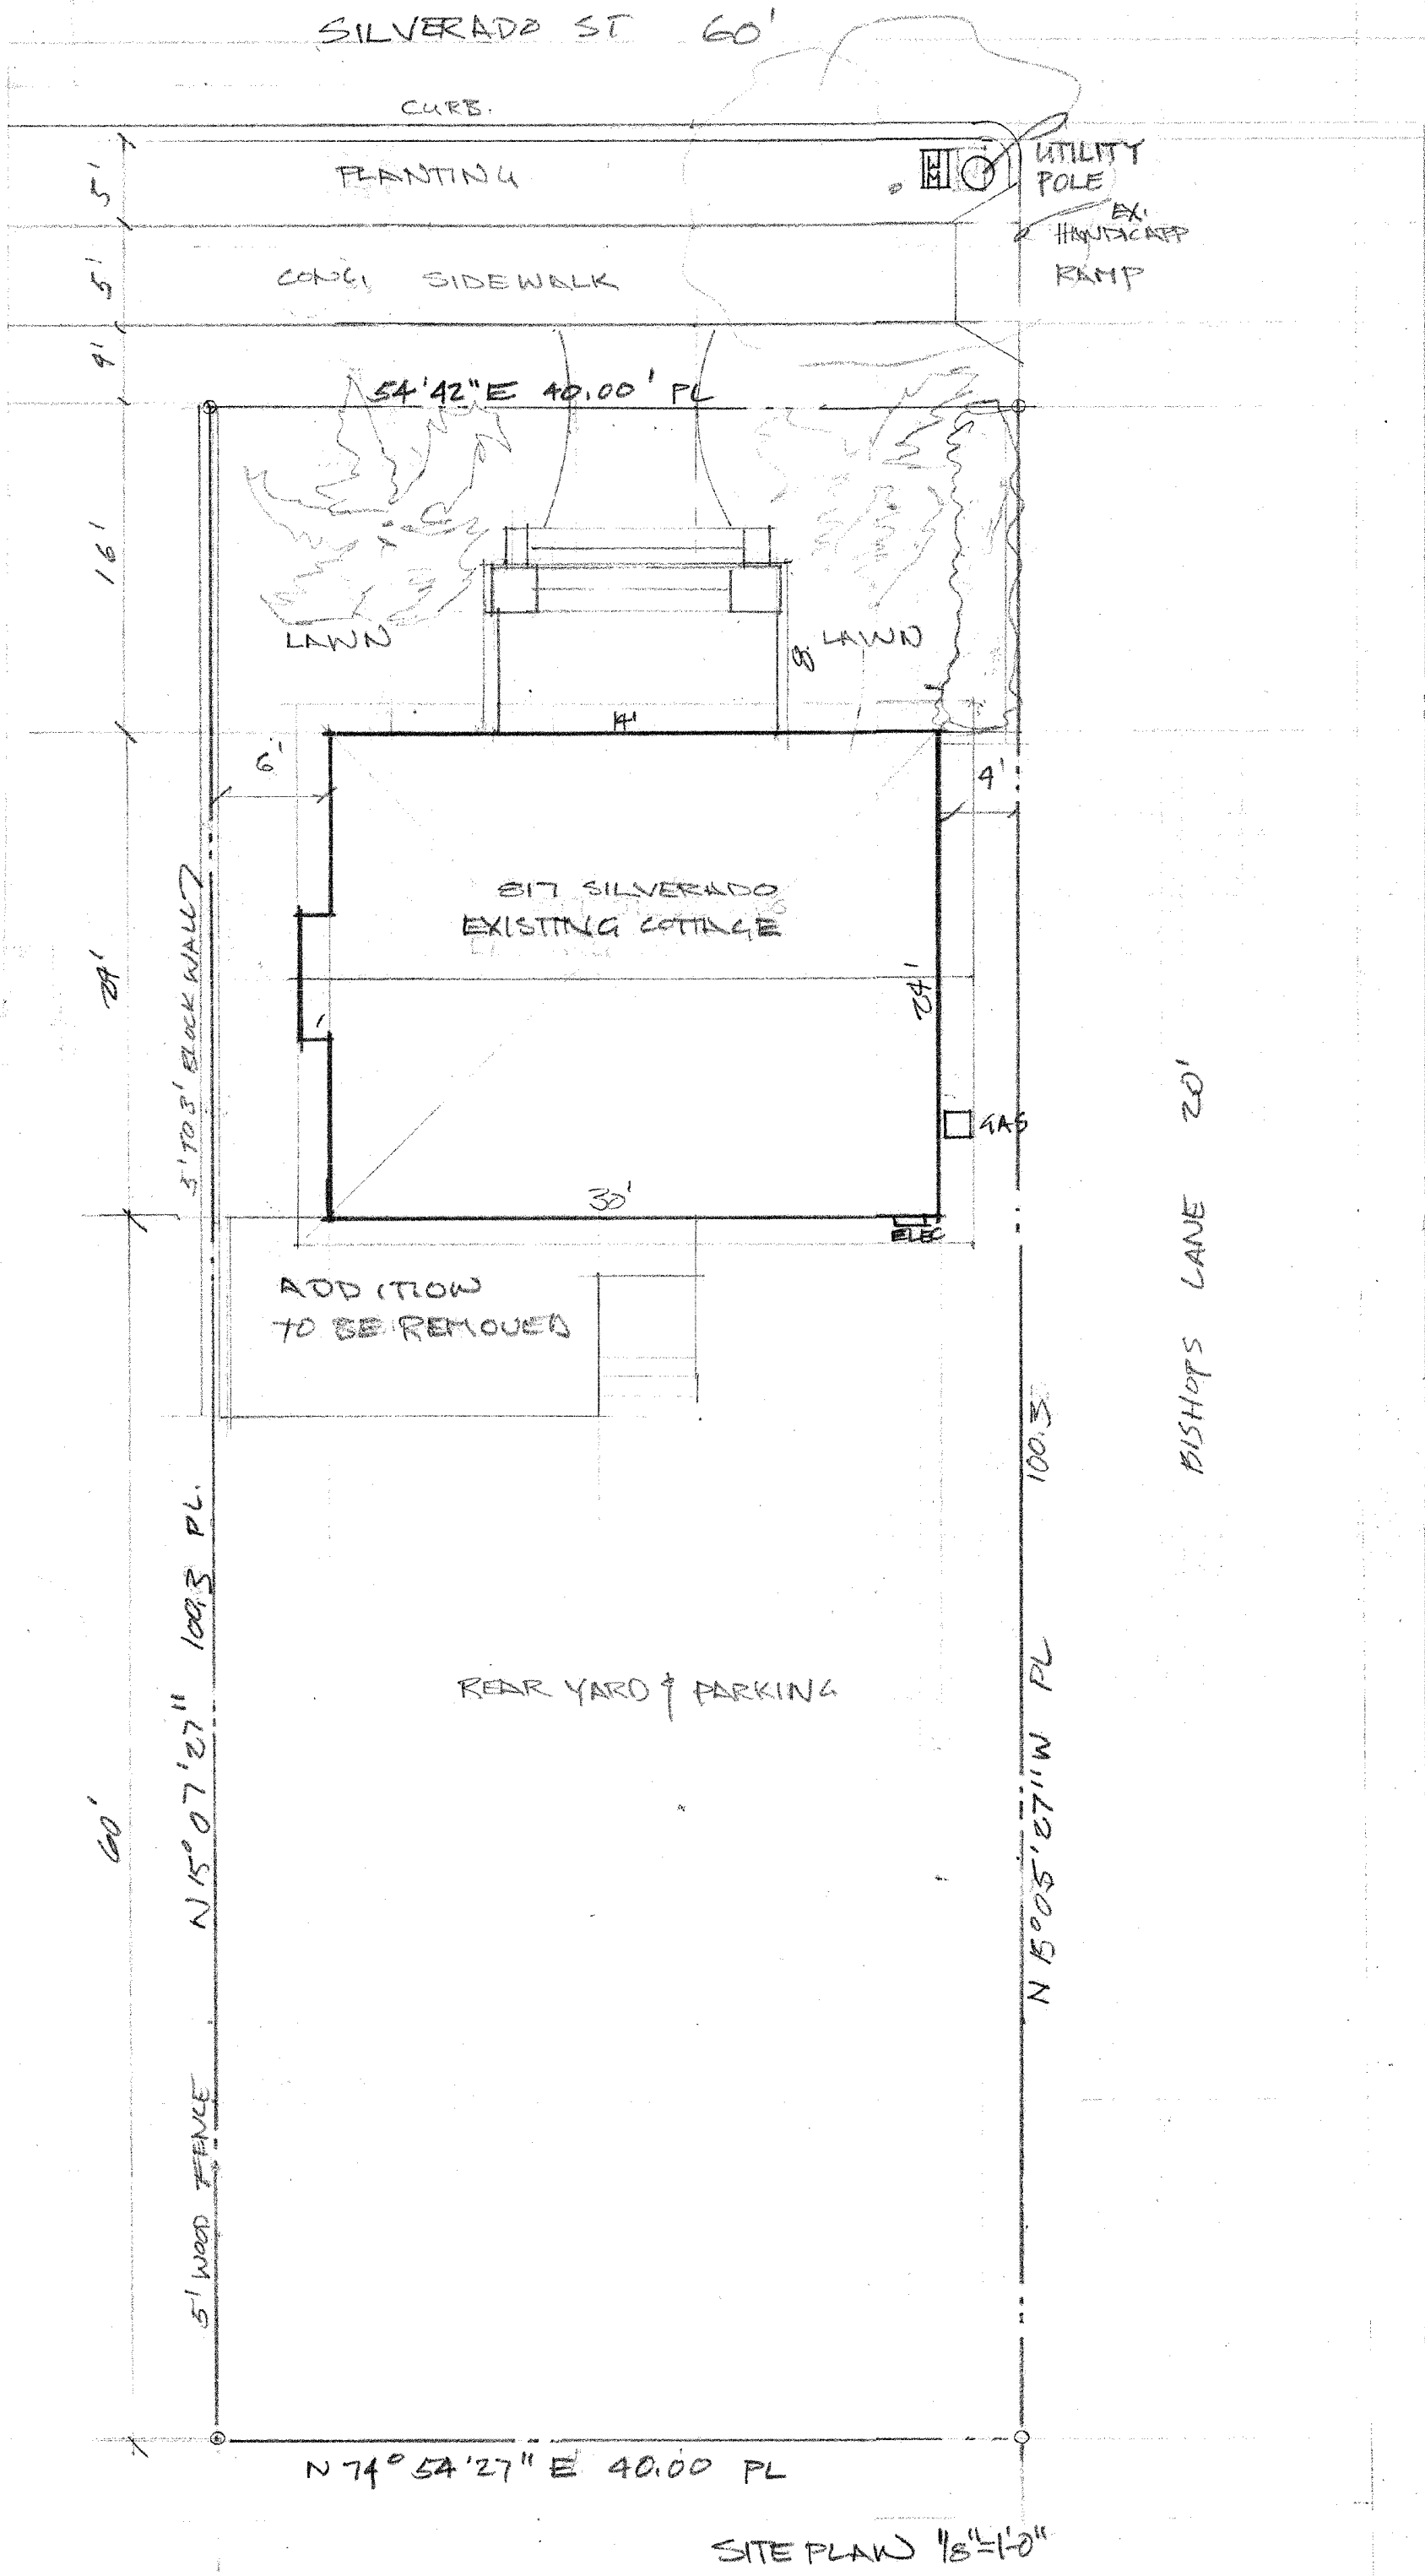 SILVERADO ST 60'
CURB.
5'
PLANTING
WM
UTILITY
POLE
EX.
HANDICAPP
RAMP
5'
CONC. SIDEWALK
4'
54'42"E 40.00' PL
16'
LAWN
8'
LAWN
14'
6'
4'
817 SILVERADO
EXISTING COTTAGE
24'
24'
3' TO 3' BLOCK WALL
1'
GAS
30'
ELEC
ADDITION
TO BE REMOVED
BISHOPS LANE 20'
100.3
N 15° 07' 27" 100.3 PL.
REAR YARD & PARKING
N 15° 05' 27" W PL
60'
5' WOOD FENCE
N 74° 54' 27" E 40.00 PL
SITE PLAN 1/8"=1'-0"